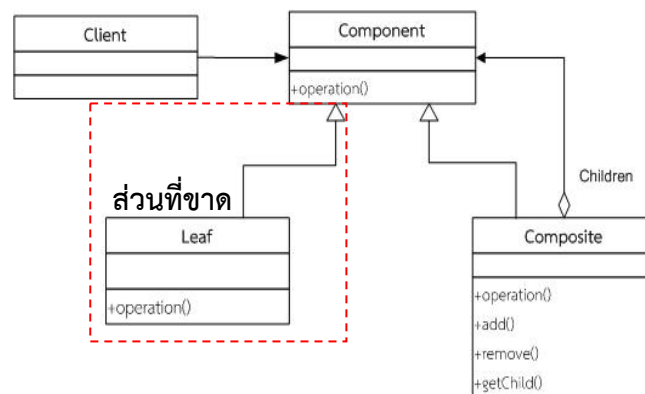 Client
Component
+operation()
ส่วนที่ขาด
Children
Leaf
+operation()
Composite
+operation()
+add()
+remove()
+getChild()